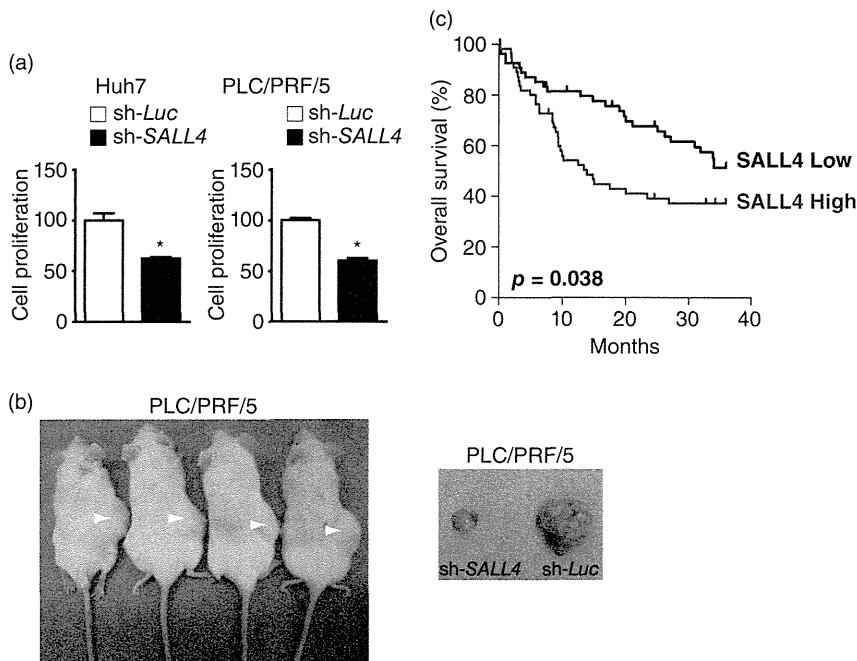 (a)
Huh7
sh-Luc
sh-SALL4
Cell proliferation
150
100
50
0
*
PLC/PRF/5
sh-Luc
sh-SALL4
Cell proliferation
150
100
50
0
*
(c)
Overall survival (%)
100
80
60
40
20
0
SALL4 Low
SALL4 High
p = 0.038
0 10 20 30 40
Months
(b)
PLC/PRF/5
PLC/PRF/5
sh-SALL4 sh-Luc